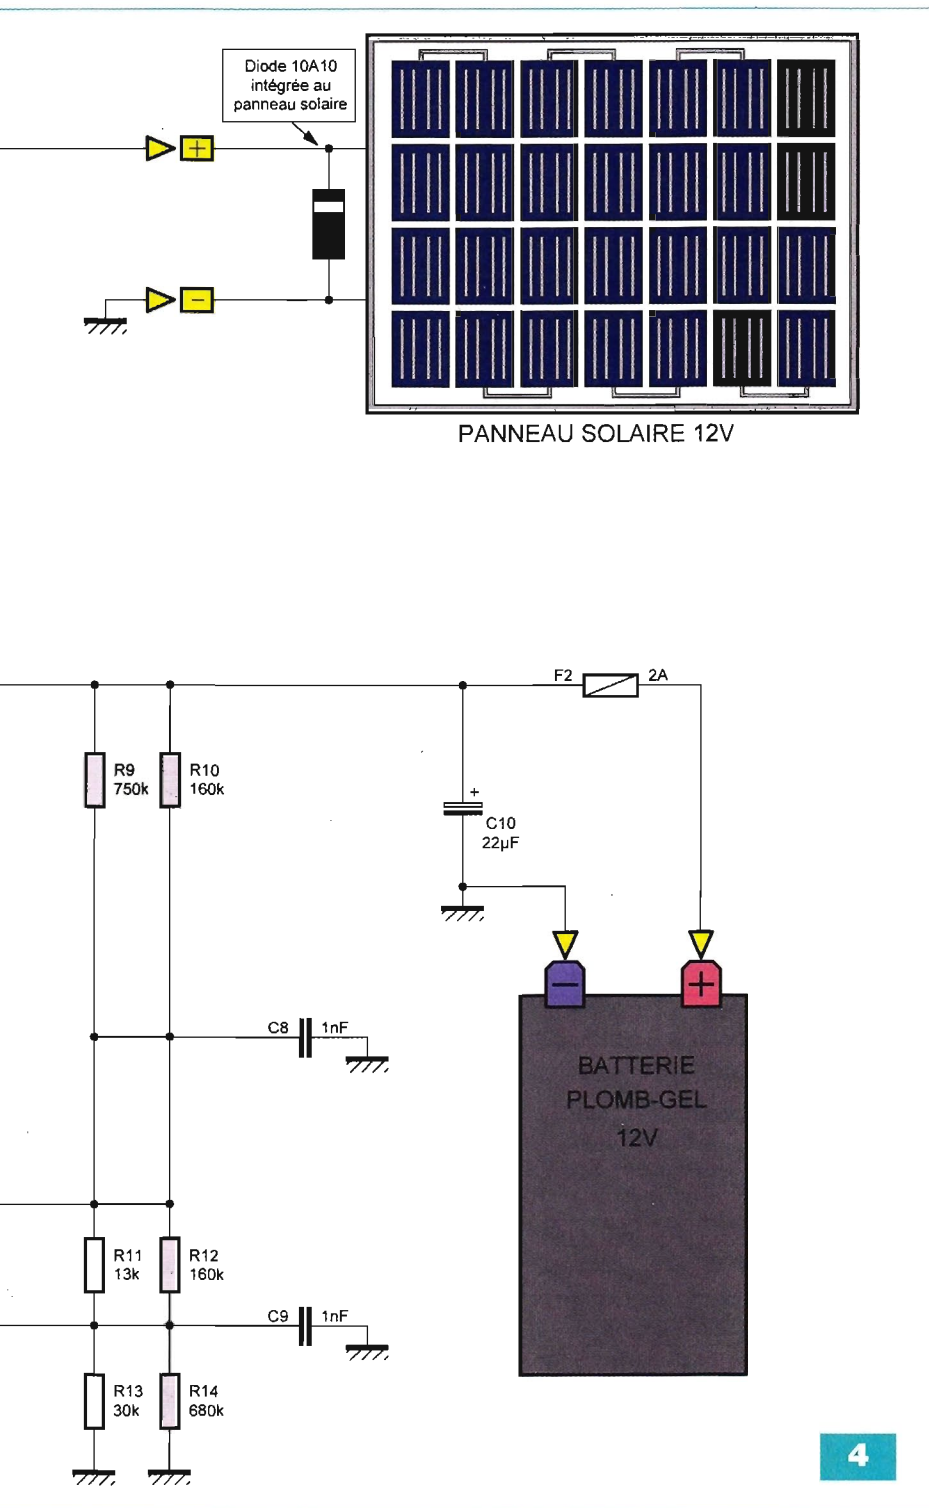 Diode 10A10
intégrée au
panneau solaire
+
−
PANNEAU SOLAIRE 12V
F2 2A
R9
750k
R10
160k
+
C10
22µF
C8 1nF
− +
BATTERIE
PLOMB-GEL
12V
R11
13k
R12
160k
C9 1nF
R13
30k
R14
680k
4